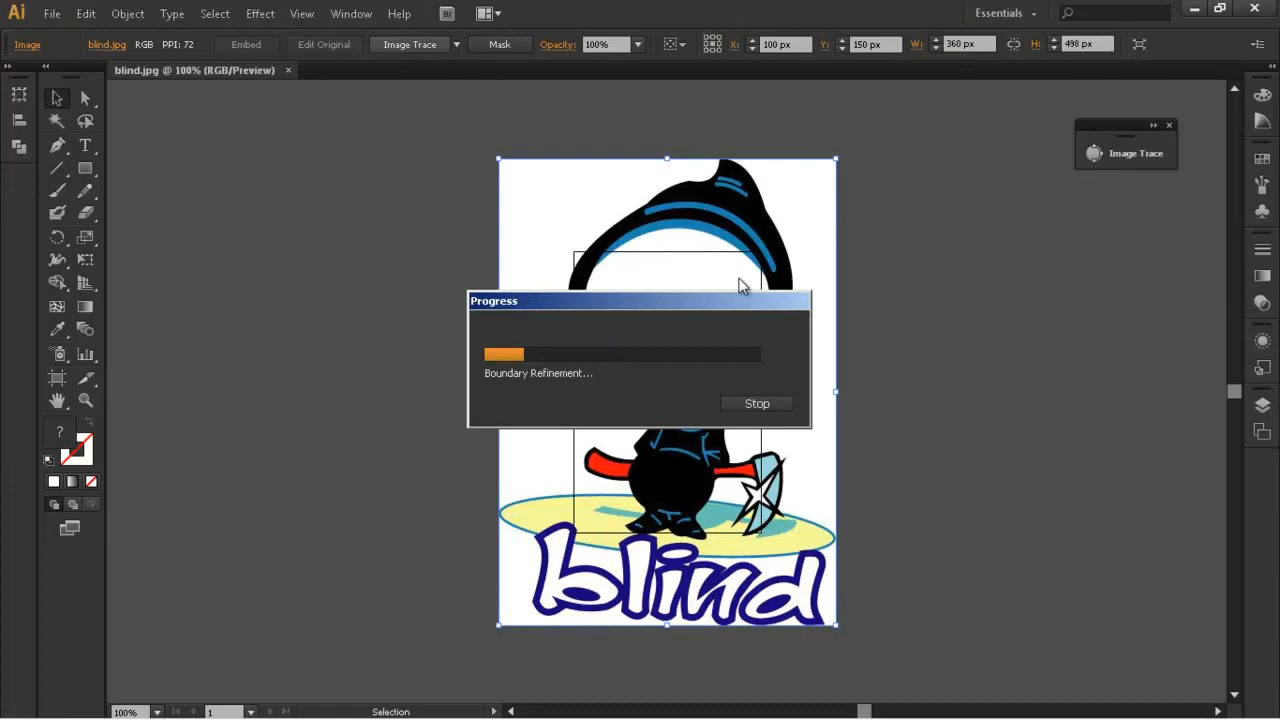 Ai File Edit Object Type Select Effect View Window Help Br Essentials
Image blind.jpg RGB PPI: 72 Embed Edit Original Image Trace Mask Opacity: 100% X: 100 px Y: 150 px W: 360 px H: 498 px
blind.jpg @ 100% (RGB/Preview)
Image Trace
Progress
Boundary Refinement...
Stop
?
blind
100% 1 Selection